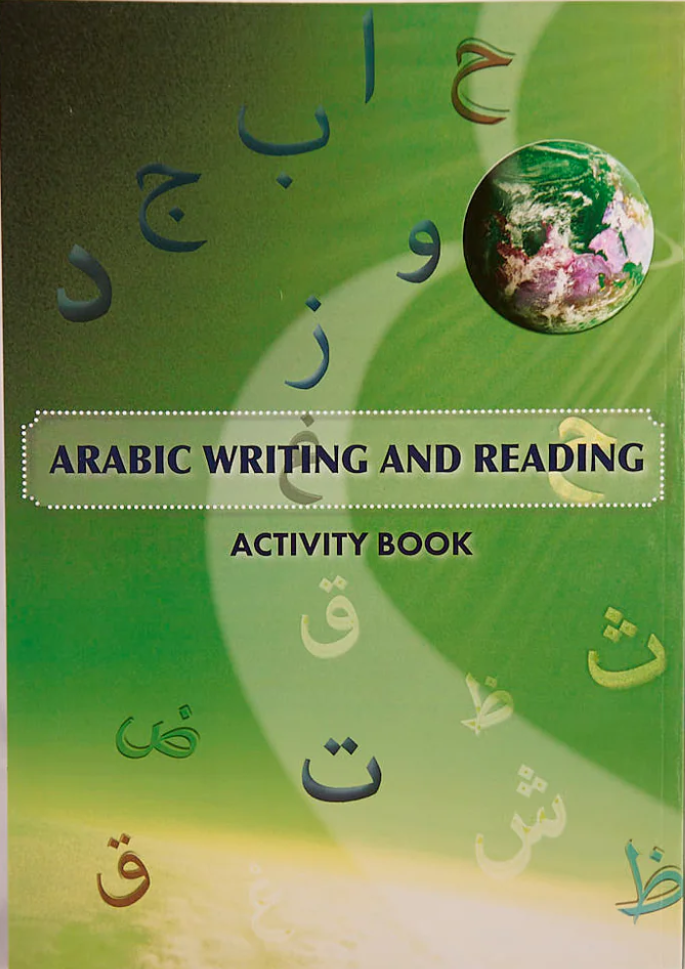 ا
ح
ب
ج
و
د
ز
غ
ح
ARABIC WRITING AND READING
ACTIVITY BOOK
ق
ث
ظ
ض
ت
ش
ق
ظ